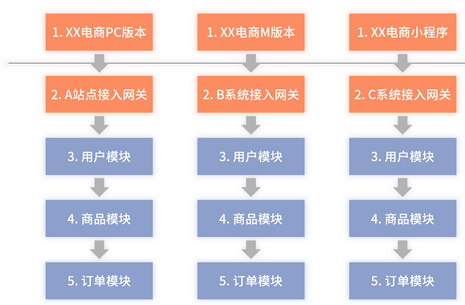 1. XX电商PC版本
1. XX电商M版本
1. XX电商小程序
2. A站点接入网关
2. B系统接入网关
2. C系统接入网关
3. 用户模块
3. 用户模块
3. 用户模块
4. 商品模块
4. 商品模块
4. 商品模块
5. 订单模块
5. 订单模块
5. 订单模块